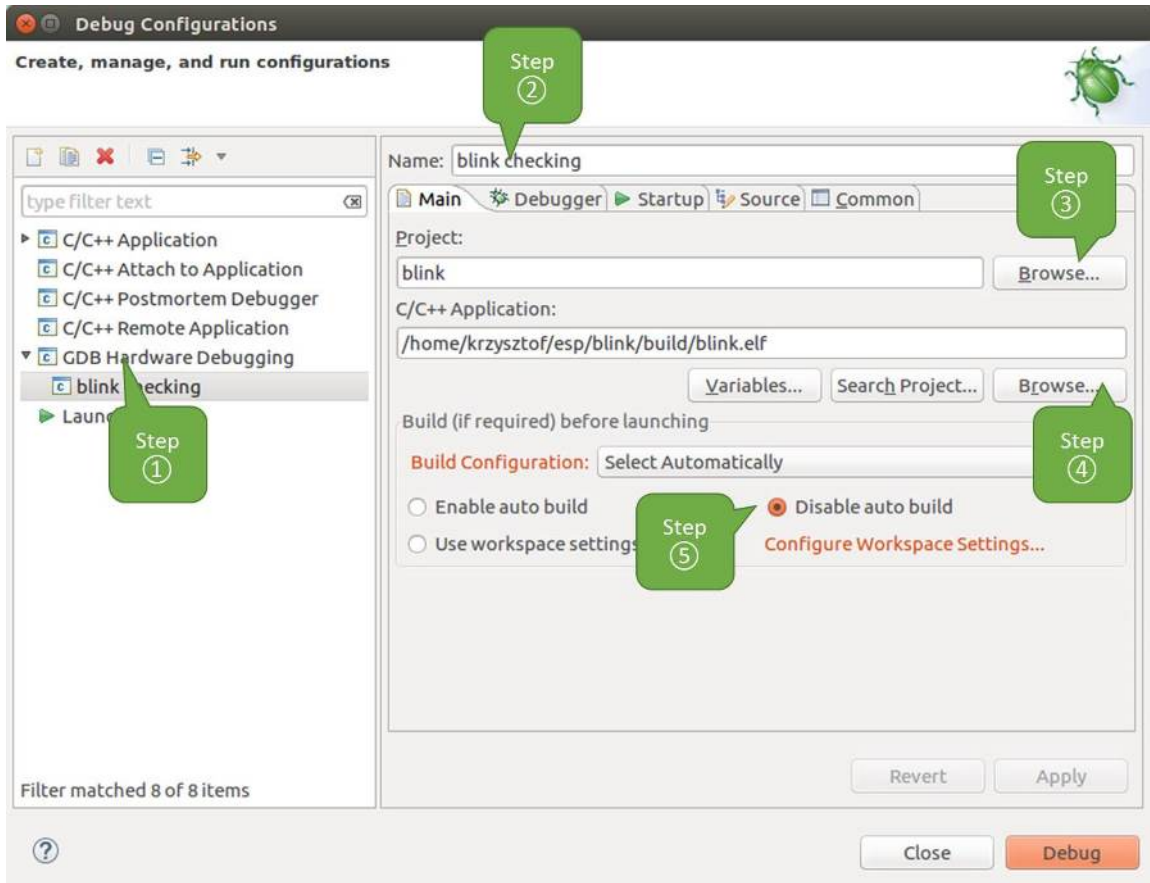 Debug Configurations
Create, manage, and run configurations
Step
②
Name: blink checking
Step
③
type filter text
Main Debugger Startup Source Common
C/C++ Application
C/C++ Attach to Application
C/C++ Postmortem Debugger
C/C++ Remote Application
GDB Hardware Debugging
blink checking
Step
①
Project:
blink Browse...
C/C++ Application:
/home/krzysztof/esp/blink/build/blink.elf
Variables... Search Project... Browse...
Step
④
Build (if required) before launching
Build Configuration: Select Automatically
Enable auto build Disable auto build
Step
⑤
Use workspace settings Configure Workspace Settings...
Revert Apply
Filter matched 8 of 8 items
Close Debug